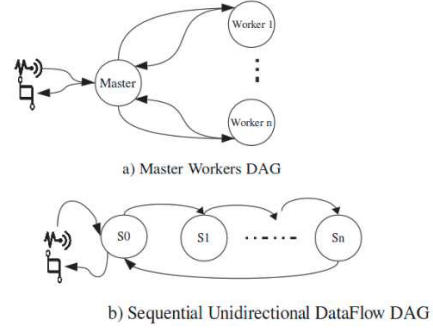 Worker 1
Master
Worker n
a) Master Workers DAG
S0 S1 Sn
b) Sequential Unidirectional DataFlow DAG